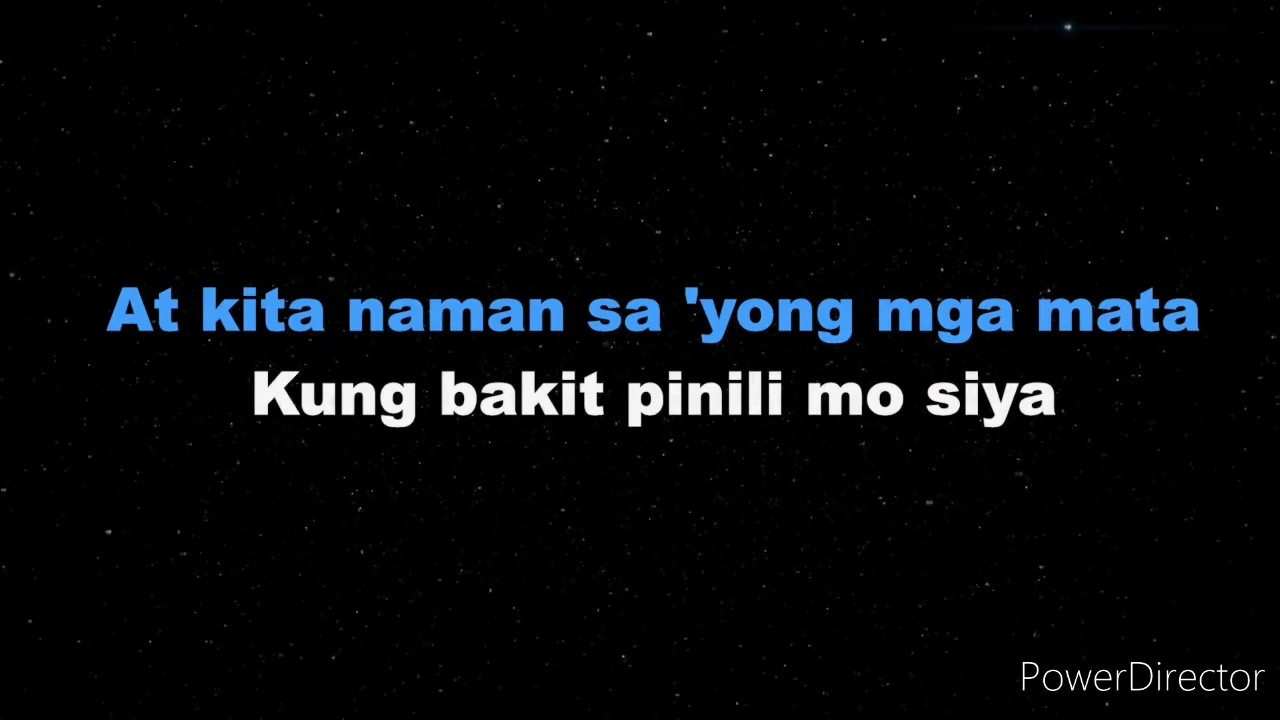 At kita naman sa 'yong mga mata
Kung bakit pinili mo siya
PowerDirector